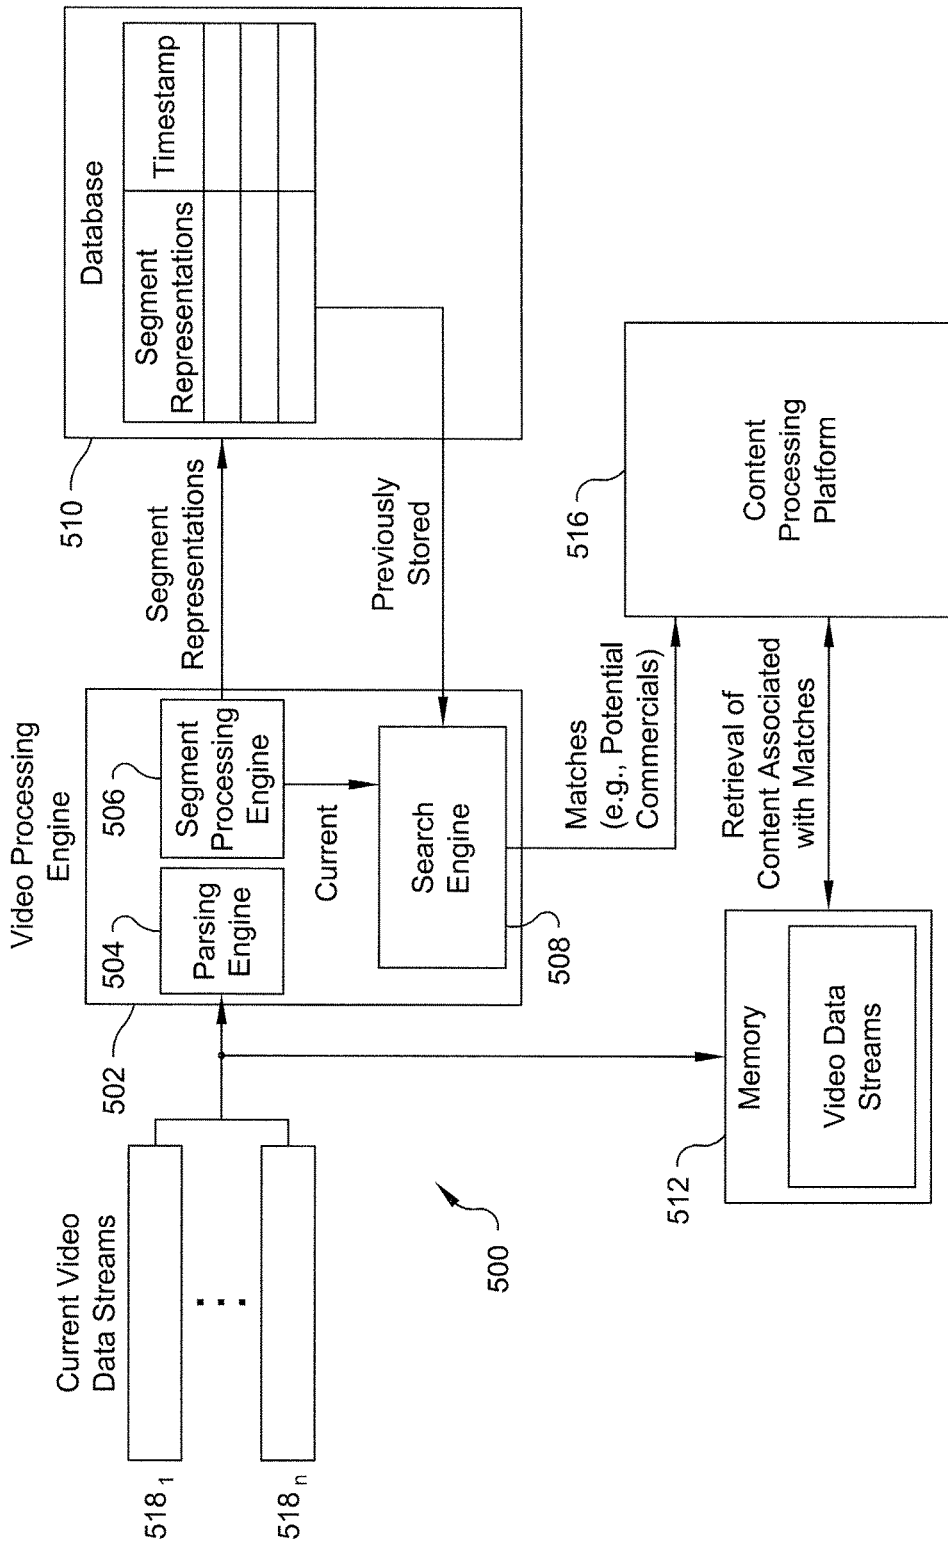 Current Video
Data Streams
518 1
518 n
500
Video Processing
Engine
502
504
Parsing
Engine
506
Segment
Processing
Engine
Current
Search
Engine
508
Segment
Representations
Previously
Stored
510
Database
Segment
Representations
Timestamp
Matches
(e.g., Potential
Commercials)
512
Memory
Video Data
Streams
Retrieval of
Content Associated
with Matches
516
Content
Processing
Platform